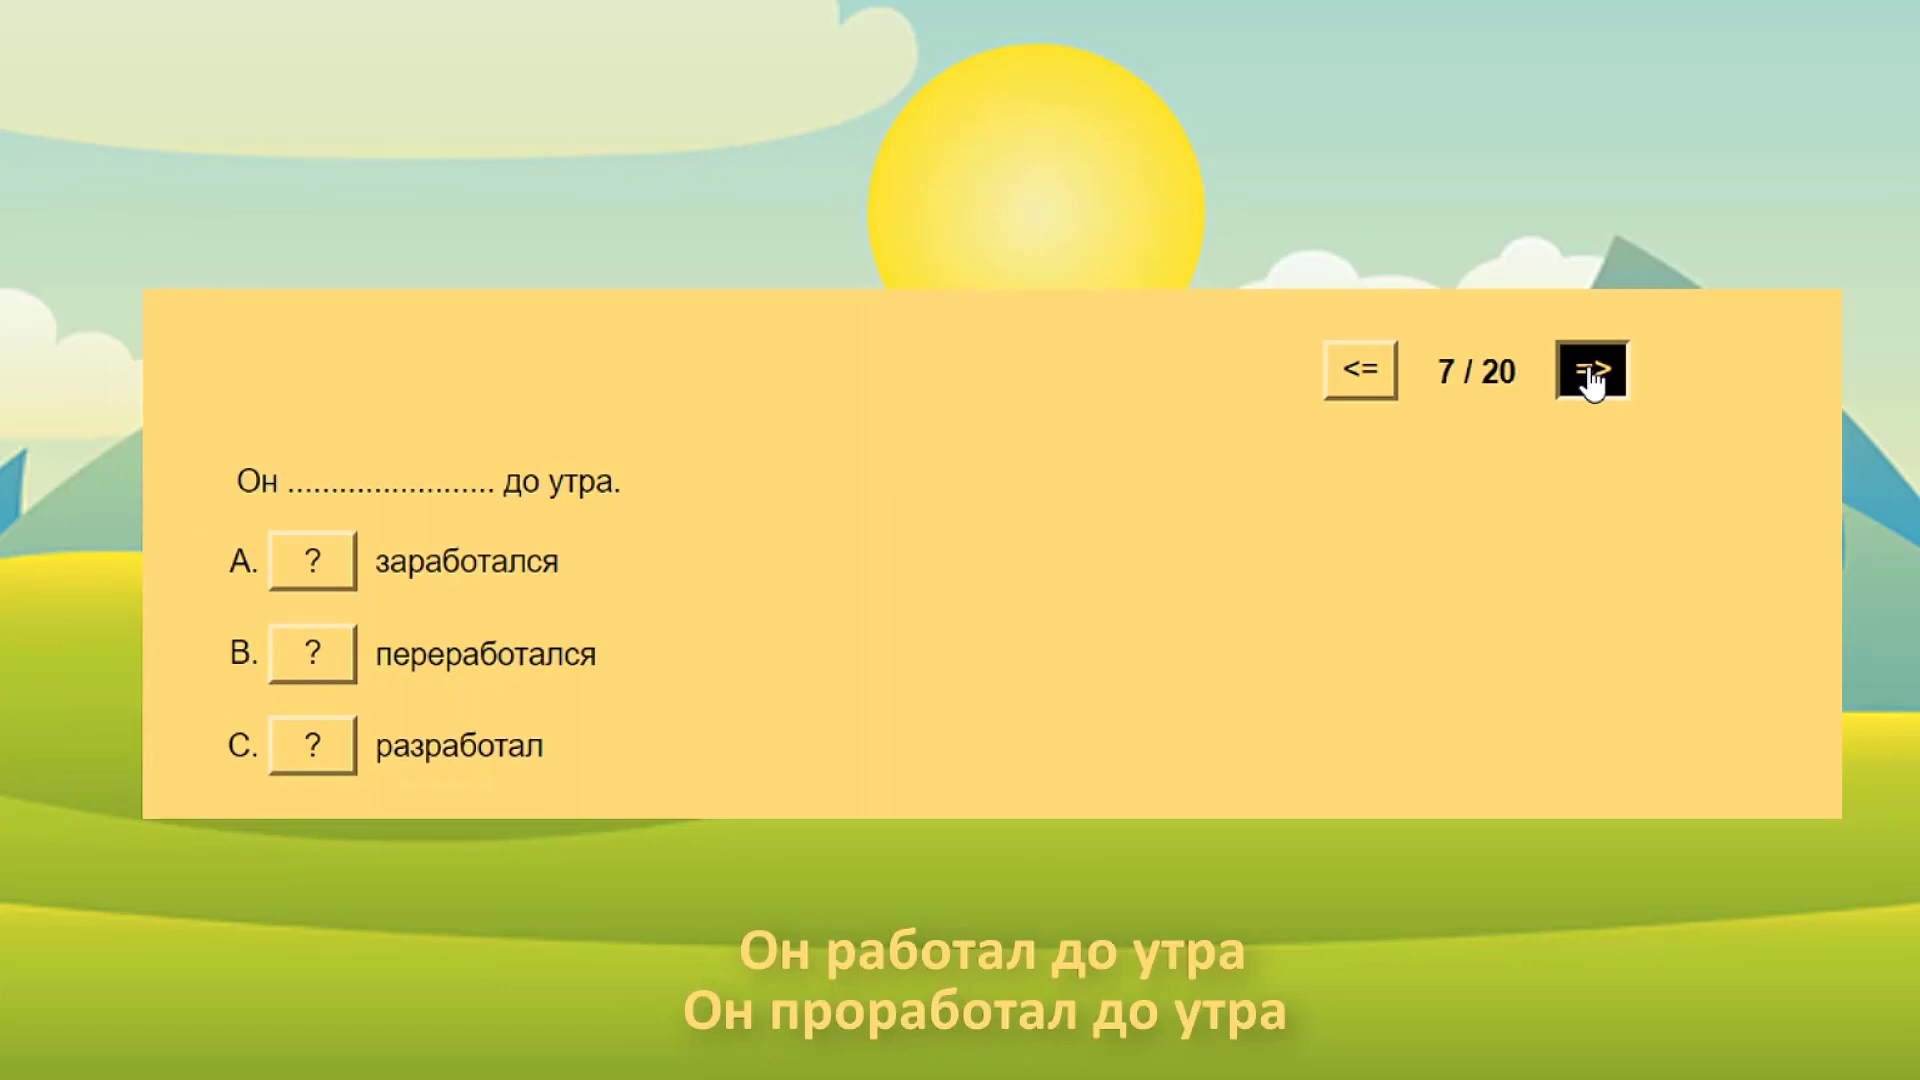 <= 7 / 20 =>
Он ........................ до утра.
A. ? заработался
B. ? переработался
C. ? разработал
Он работал до утра
Он проработал до утра